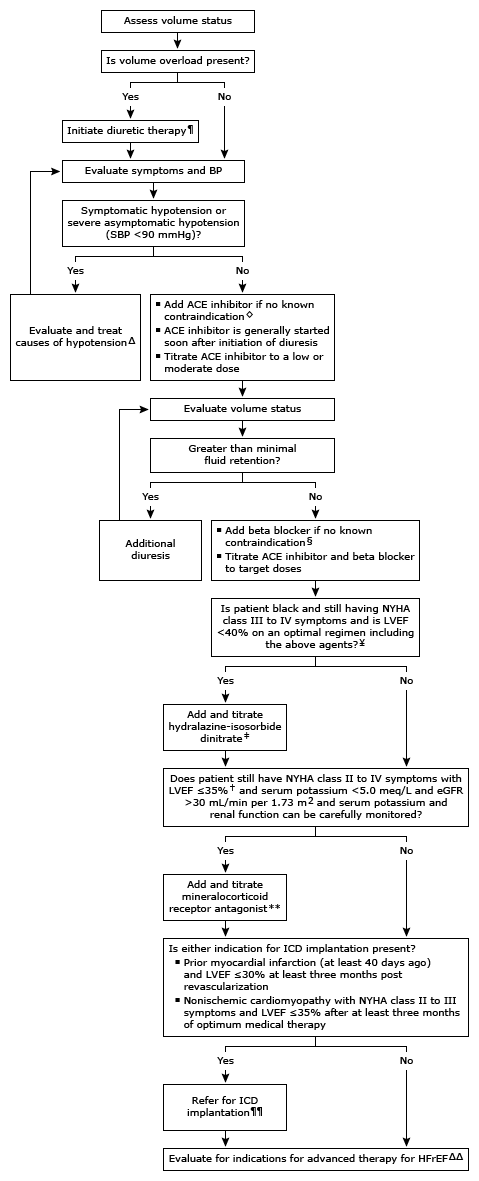 Assess volume status
Is volume overload present?
Yes
No
Initiate diuretic therapy¶
Evaluate symptoms and BP
Symptomatic hypotension or
severe asymptomatic hypotension
(SBP <90 mmHg)?
Yes
No
Evaluate and treat
causes of hypotensionΔ
▪ Add ACE inhibitor if no known
contraindication◇
▪ ACE inhibitor is generally started
soon after initiation of diuresis
▪ Titrate ACE inhibitor to a low or
moderate dose
Evaluate volume status
Greater than minimal
fluid retention?
Yes
No
Additional
diuresis
▪ Add beta blocker if no known
contraindication§
▪ Titrate ACE inhibitor and beta blocker
to target doses
Is patient black and still having NYHA
class III to IV symptoms and is LVEF
<40% on an optimal regimen including
the above agents?¥
Yes
No
Add and titrate
hydralazine-isosorbide
dinitrate‡
Does patient still have NYHA class II to IV symptoms with
LVEF ≤35%† and serum potassium <5.0 meq/L and eGFR
>30 mL/min per 1.73 m2 and serum potassium and
renal function can be carefully monitored?
Yes
No
Add and titrate
mineralocorticoid
receptor antagonist**
Is either indication for ICD implantation present?
▪ Prior myocardial infarction (at least 40 days ago)
and LVEF ≤30% at least three months post
revascularization
▪ Nonischemic cardiomyopathy with NYHA class II to III
symptoms and LVEF ≤35% after at least three months
of optimum medical therapy
Yes
No
Refer for ICD
implantation¶¶
Evaluate for indications for advanced therapy for HFrEFΔΔ